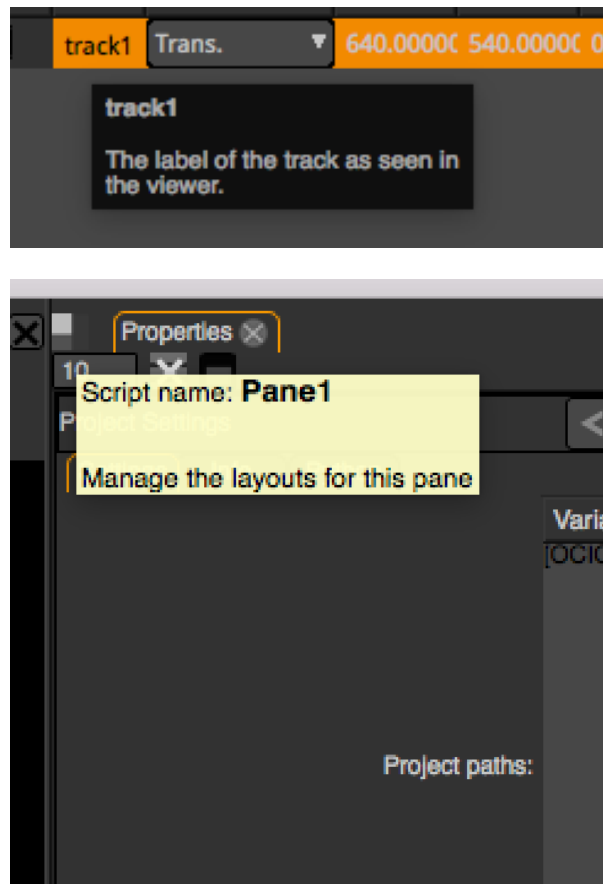 track1 Trans. 640.0000 540.0000 0
track1
The label of the track as seen in
the viewer.
Properties
10
Script name: Pane1
Project Settings
Manage the layouts for this pane
Varia
[OCIO
Project paths: